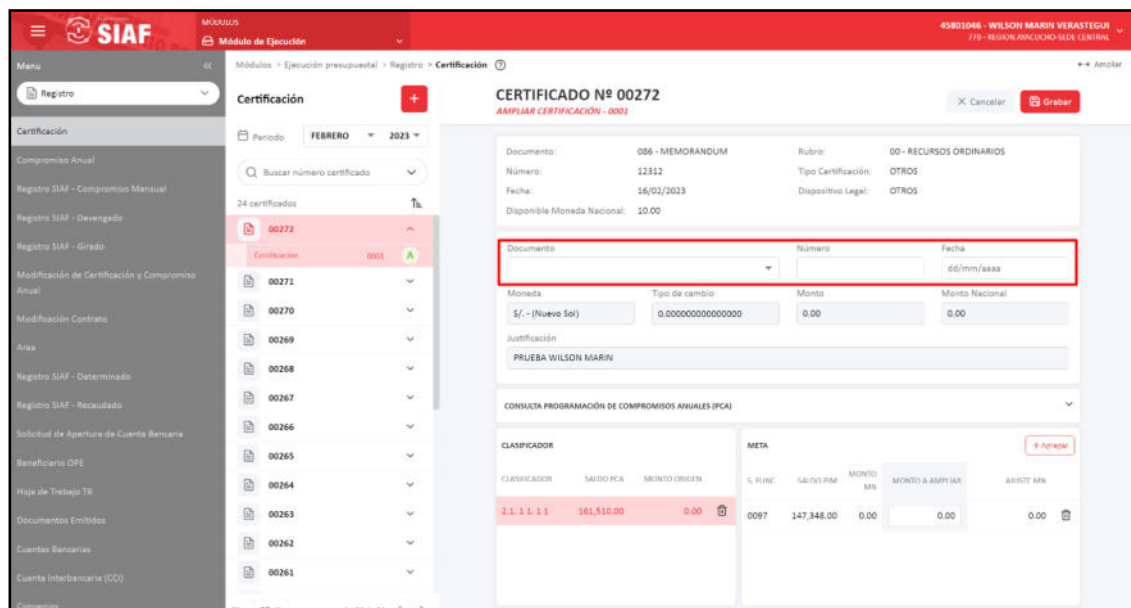 MÓDULOS
SIAF
Módulo de Ejecución
45801046 - WILSON MARIN VERASTEGUI
770 - REGION AYACUCHO-SEDE CENTRAL
Menu
Módulos > Ejecución presupuestal > Registro > Certificación
Ampliar
Registro
Certificación
Compromiso Anual
Registro SIAF - Compromiso Mensual
Registro SIAF - Devengado
Registro SIAF - Girado
Modificación de Certificación y Compromiso
Anual
Modificación Contrato
Area
Registro SIAF - Determinado
Registro SIAF - Recaudado
Solicitud de Apertura de Cuenta Bancaria
Beneficiario OPE
Hoja de Trabajo TR
Documentos Emitidos
Cuentas Bancarias
Cuenta Interbancaria (CCI)
Convenios
Certificación
+
Periodo FEBRERO 2023
Buscar número certificado
24 certificados
00272
Certificación 0001 A
00271
00270
00269
00268
00267
00266
00265
00264
00263
00262
00261
CERTIFICADO Nº 00272
AMPLIAR CERTIFICACIÓN - 0001
Cancelar
Grabar
Documento: 086 - MEMORANDUM Rubro: 00 - RECURSOS ORDINARIOS
Número: 12312 Tipo Certificación: OTROS
Fecha: 16/02/2023 Dispositivo Legal: OTROS
Disponible Moneda Nacional: 10.00
Documento Número Fecha
dd/mm/aaaa
Moneda Tipo de cambio Monto Monto Nacional
S/. - (Nuevo Sol) 0.000000000000000 0.00 0.00
Justificación
PRUEBA WILSON MARIN
CONSULTA PROGRAMACIÓN DE COMPROMISOS ANUALES (PCA)
CLASIFICADOR
META
+ Agregar
CLASIFICADOR SALDO PCA MONTO ORIGEN
S. FUNC SALDO PIM MONTO MN MONTO A AMPLIAR AJUSTE MN
2.1. 1 1. 1 1 161,510.00 0.00
0097 147,348.00 0.00 0.00 0.00